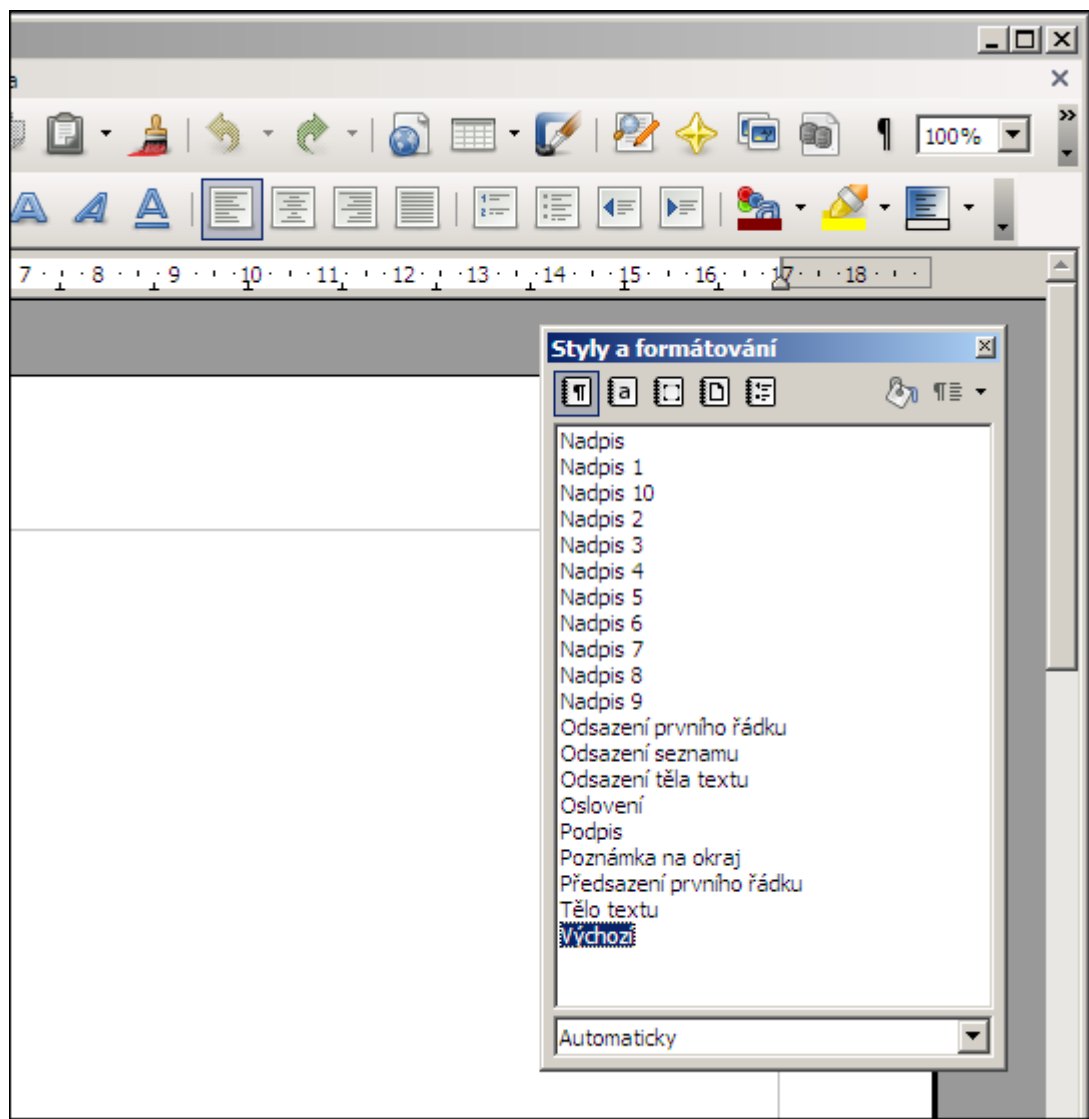 a
100%
7 8 9 10 11 12 13 14 15 16 17 18
Styly a formátování
Nadpis
Nadpis 1
Nadpis 10
Nadpis 2
Nadpis 3
Nadpis 4
Nadpis 5
Nadpis 6
Nadpis 7
Nadpis 8
Nadpis 9
Odsazení prvního řádku
Odsazení seznamu
Odsazení těla textu
Oslovení
Podpis
Poznámka na okraj
Předsazení prvního řádku
Tělo textu
Výchozí
Automaticky